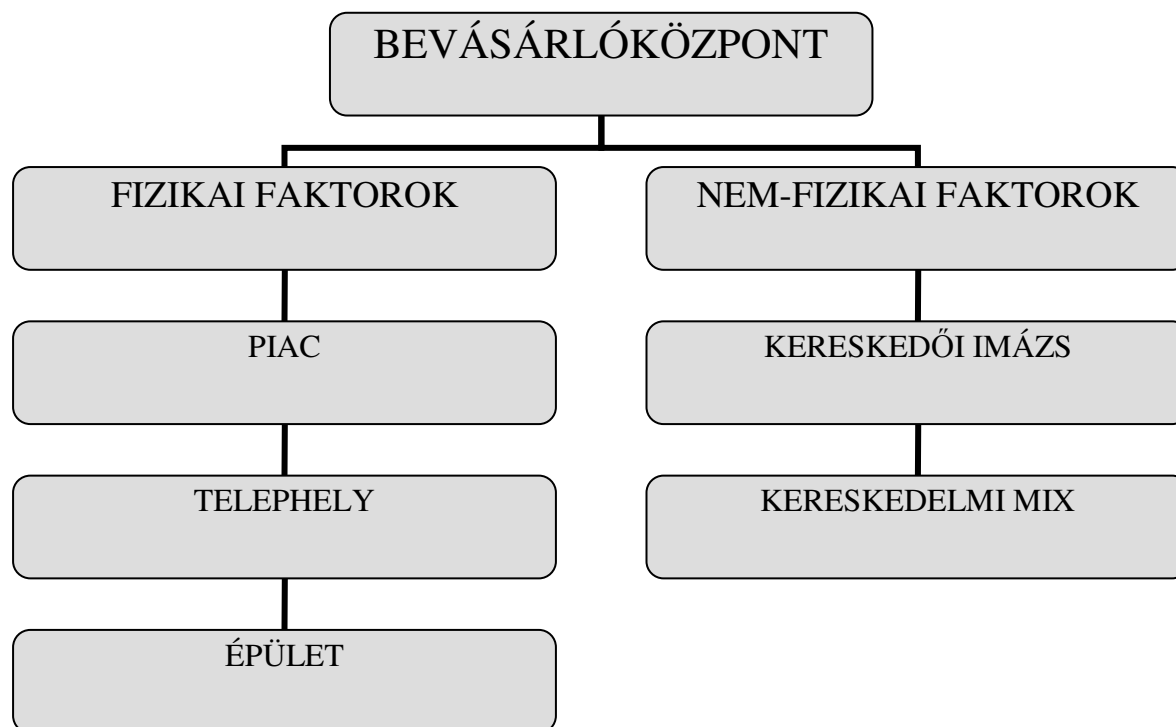 BEVÁSÁRLÓKÖZPONT
FIZIKAI FAKTOROK
NEM-FIZIKAI FAKTOROK
PIAC
KERESKEDŐI IMÁZS
TELEPHELY
KERESKEDELMI MIX
ÉPÜLET